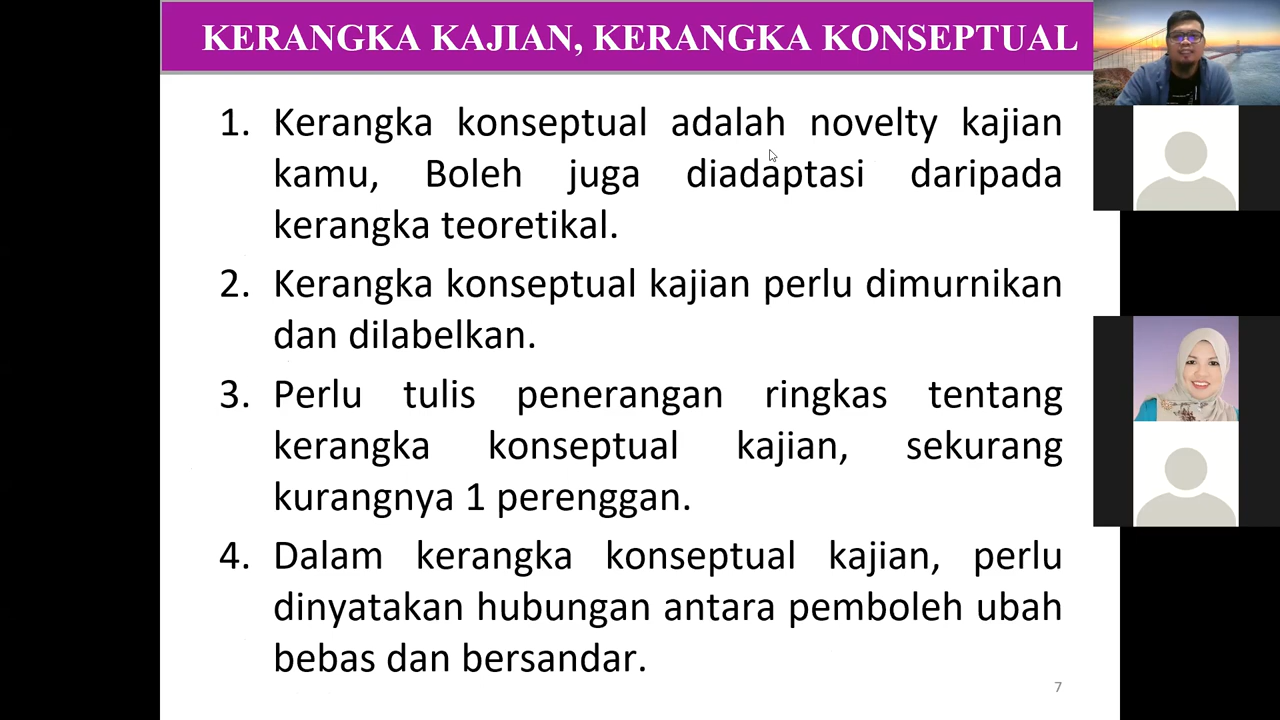 KERANGKA KAJIAN, KERANGKA KONSEPTUAL
1. Kerangka konseptual adalah novelty kajian
kamu, Boleh juga diadaptasi daripada
kerangka teoretikal.
2. Kerangka konseptual kajian perlu dimurnikan
dan dilabelkan.
3. Perlu tulis penerangan ringkas tentang
kerangka konseptual kajian, sekurang
kurangnya 1 perenggan.
4. Dalam kerangka konseptual kajian, perlu
dinyatakan hubungan antara pemboleh ubah
bebas dan bersandar.
7